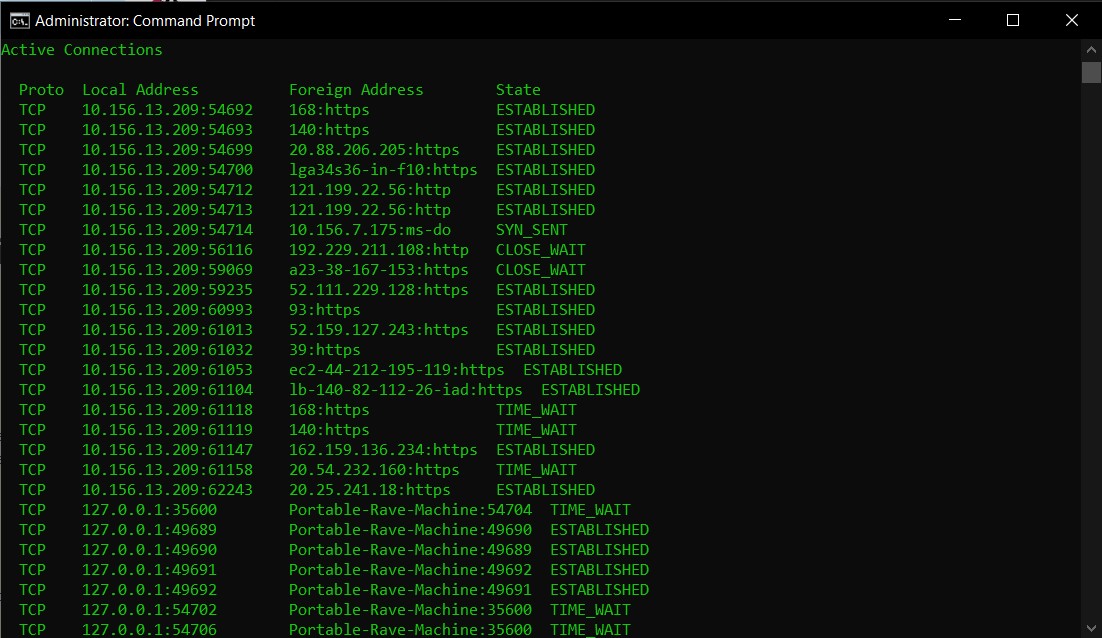 Administrator: Command Prompt
Active Connections
Proto  Local Address          Foreign Address        State
TCP    10.156.13.209:54692    168:https              ESTABLISHED
TCP    10.156.13.209:54693    140:https              ESTABLISHED
TCP    10.156.13.209:54699    20.88.206.205:https    ESTABLISHED
TCP    10.156.13.209:54700    lga34s36-in-f10:https  ESTABLISHED
TCP    10.156.13.209:54712    121.199.22.56:http     ESTABLISHED
TCP    10.156.13.209:54713    121.199.22.56:http     ESTABLISHED
TCP    10.156.13.209:54714    10.156.7.175:ms-do     SYN_SENT
TCP    10.156.13.209:56116    192.229.211.108:http   CLOSE_WAIT
TCP    10.156.13.209:59069    a23-38-167-153:https   CLOSE_WAIT
TCP    10.156.13.209:59235    52.111.229.128:https   ESTABLISHED
TCP    10.156.13.209:60993    93:https               ESTABLISHED
TCP    10.156.13.209:61013    52.159.127.243:https   ESTABLISHED
TCP    10.156.13.209:61032    39:https               ESTABLISHED
TCP    10.156.13.209:61053    ec2-44-212-195-119:https  ESTABLISHED
TCP    10.156.13.209:61104    lb-140-82-112-26-iad:https  ESTABLISHED
TCP    10.156.13.209:61118    168:https              TIME_WAIT
TCP    10.156.13.209:61119    140:https              TIME_WAIT
TCP    10.156.13.209:61147    162.159.136.234:https  ESTABLISHED
TCP    10.156.13.209:61158    20.54.232.160:https    TIME_WAIT
TCP    10.156.13.209:62243    20.25.241.18:https     ESTABLISHED
TCP    127.0.0.1:35600        Portable-Rave-Machine:54704  TIME_WAIT
TCP    127.0.0.1:49689        Portable-Rave-Machine:49690  ESTABLISHED
TCP    127.0.0.1:49690        Portable-Rave-Machine:49689  ESTABLISHED
TCP    127.0.0.1:49691        Portable-Rave-Machine:49692  ESTABLISHED
TCP    127.0.0.1:49692        Portable-Rave-Machine:49691  ESTABLISHED
TCP    127.0.0.1:54702        Portable-Rave-Machine:35600  TIME_WAIT
TCP    127.0.0.1:54706        Portable-Rave-Machine:35600  TIME_WAIT